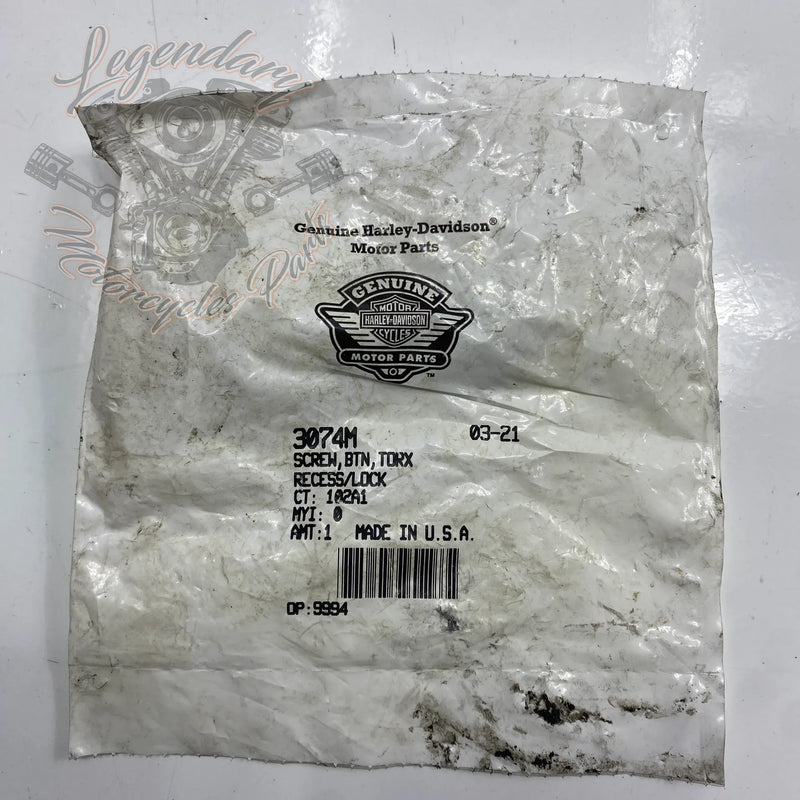 Legendary
Motorcycles Parts
Genuine Harley-Davidson®
Motor Parts
GENUINE
MOTOR
HARLEY-DAVIDSON
CYCLES
MOTOR PARTS
TM
3074M 03-21
SCREW, BTN, TORX
RECESS/LOCK
CT: 102A1
MYI: 0
AMT:1 MADE IN U.S.A.
OP:9994